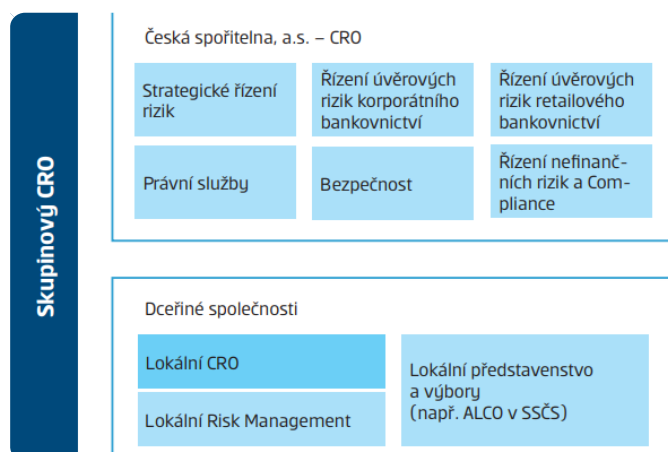 Skupinový CRO
Česká spořitelna, a.s. – CRO
Strategické řízení
rizik
Řízení úvěrových
rizik korporátního
bankovnictví
Řízení úvěrových
rizik retailového
bankovnictví
Právní služby
Bezpečnost
Řízení nefinanč-
ních rizik a Com-
pliance
Dceřiné společnosti
Lokální CRO
Lokální Risk Management
Lokální představenstvo
a výbory
(např. ALCO v SSČS)